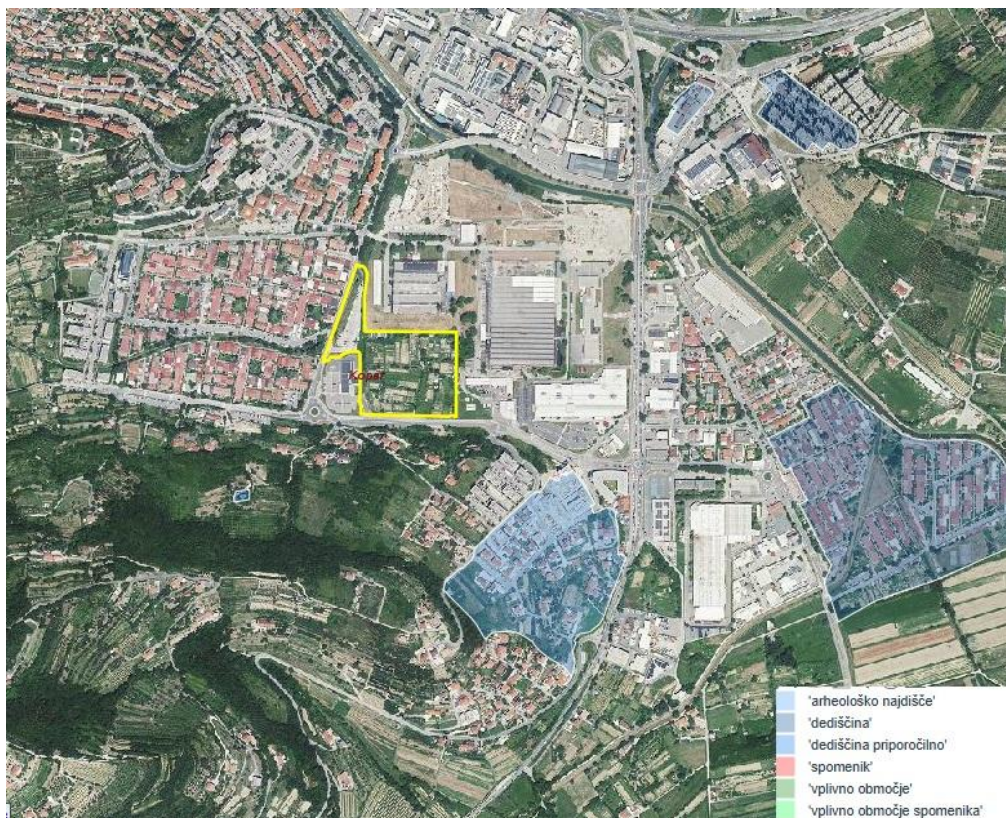 Koper
'arheološko najdišče'
'dediščina'
'dediščina priporočilno'
'spomenik'
'vplivno območje'
'vplivno območje spomenika'